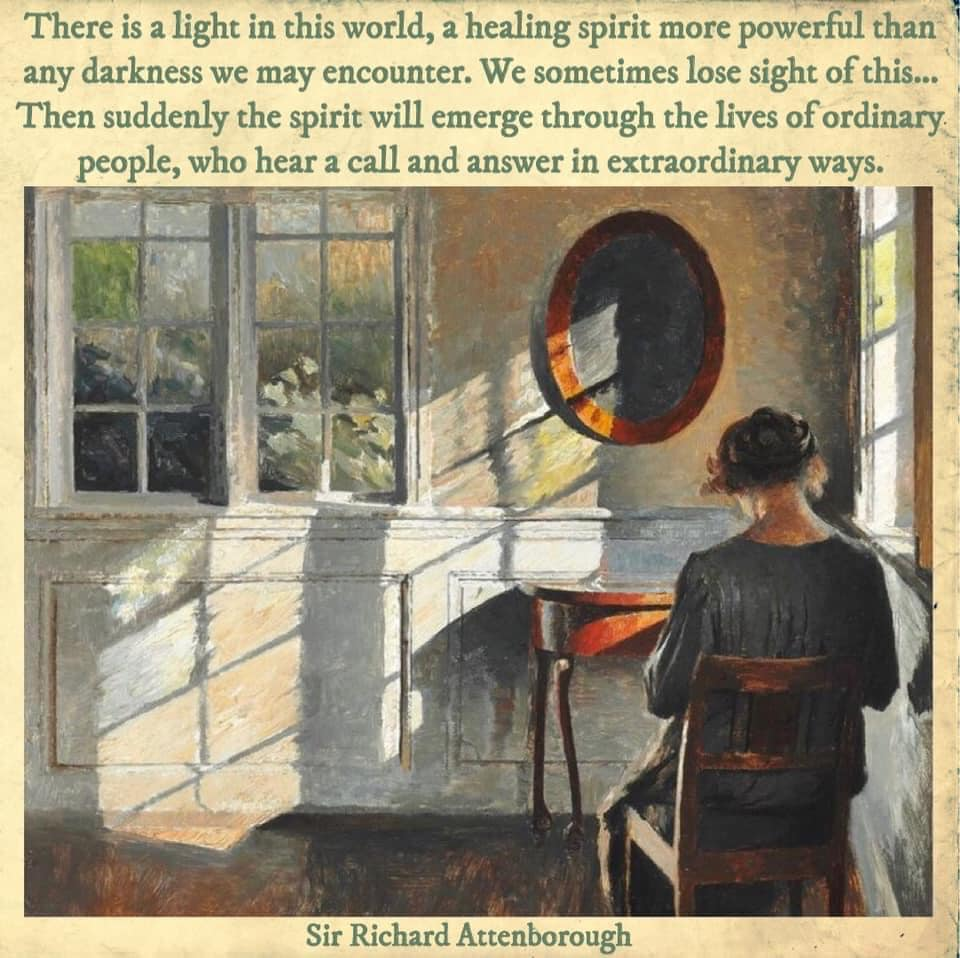 There is a light in this world, a healing spirit more powerful than
any darkness we may encounter. We sometimes lose sight of this...
Then suddenly the spirit will emerge through the lives of ordinary
people, who hear a call and answer in extraordinary ways.
Sir Richard Attenborough